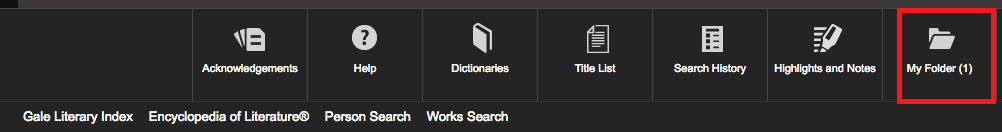 Acknowledgements Help Dictionaries Title List Search History Highlights and Notes My Folder (1)
Gale Literary Index Encyclopedia of Literature® Person Search Works Search